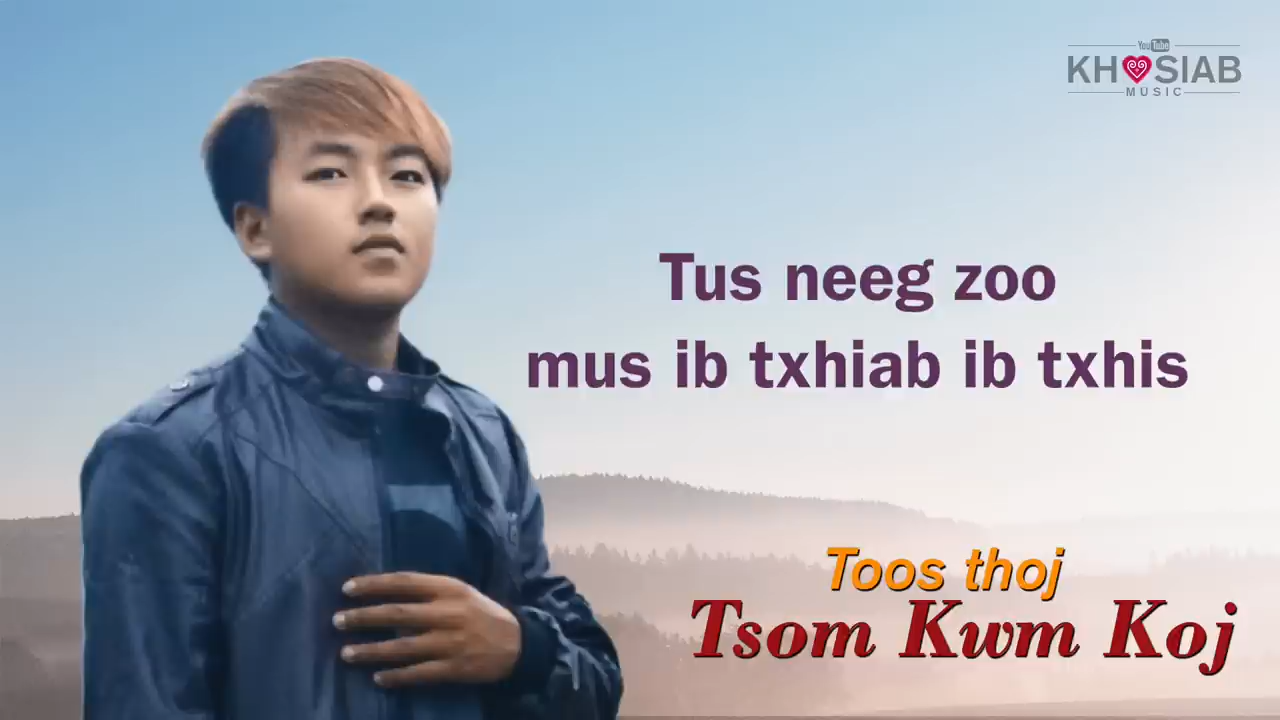 YouTube
KHOSIAB
MUSIC
Tus neeg zoo
mus ib txhiab ib txhis
Toos thoj
Tsom Kwm Koj